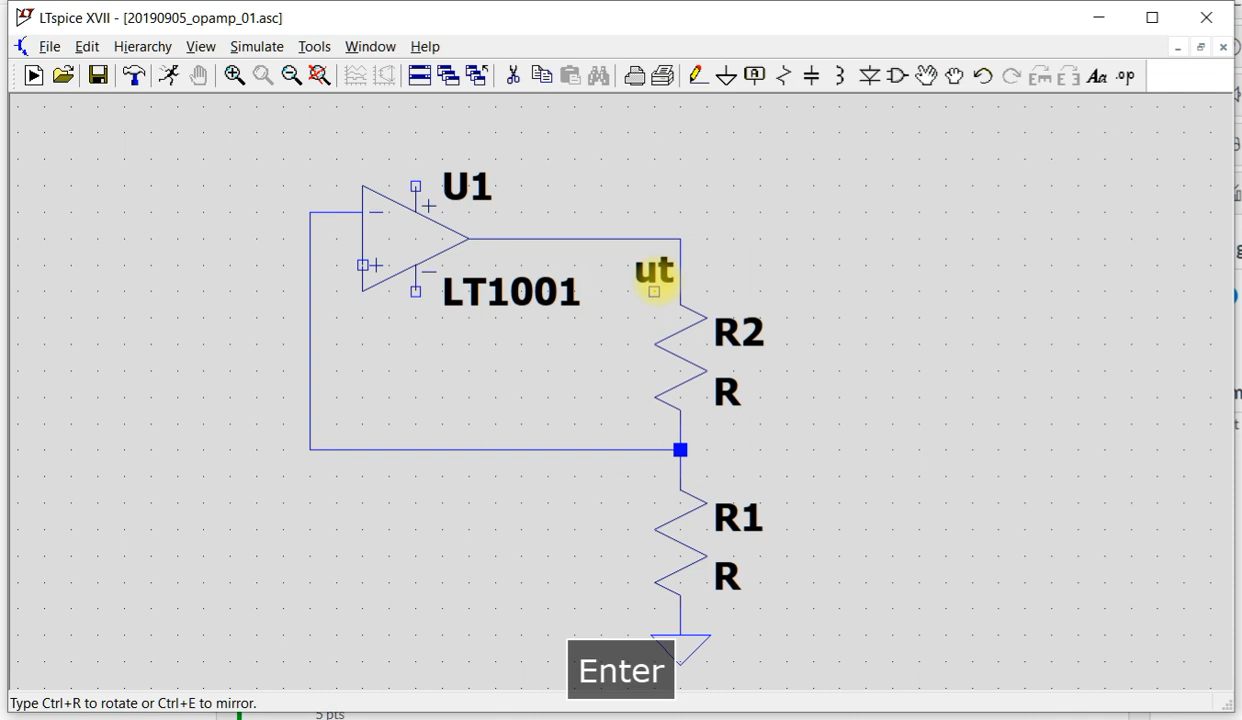 LTspice XVII - [20190905_opamp_01.asc]
File Edit Hierarchy View Simulate Tools Window Help
.op
U1
LT1001
ut
R2
R
R1
R
Enter
Type Ctrl+R to rotate or Ctrl+E to mirror.
5 pts